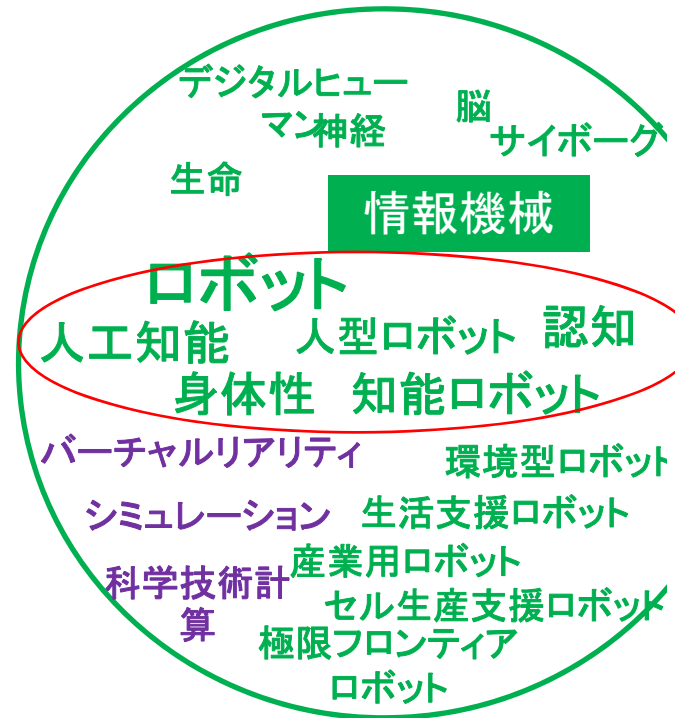 デジタルヒュー
マン
神経
脳
サイボーグ
生命
情報機械
ロボット
人工知能
人型ロボット
認知
身体性
知能ロボット
バーチャルリアリティ
環境型ロボット
シミュレーション
生活支援ロボット
産業用ロボット
科学技術計
算
セル生産支援ロボット
極限フロンティア
ロボット